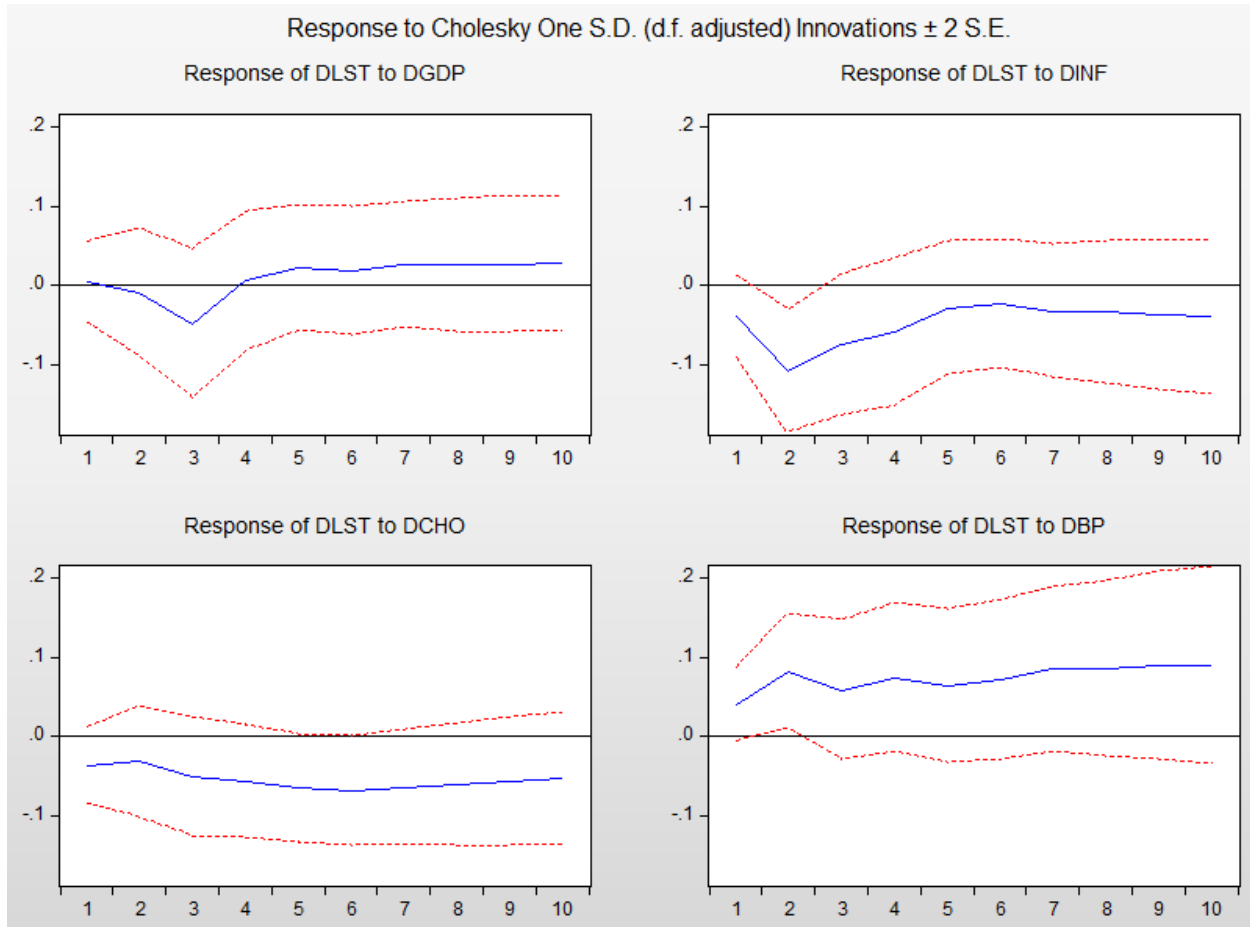 Response to Cholesky One S.D. (d.f. adjusted) Innovations ± 2 S.E.
Response of DLST to DGDP
.2
.1
.0
-.1
1 2 3 4 5 6 7 8 9 10
Response of DLST to DINF
.2
.1
.0
-.1
1 2 3 4 5 6 7 8 9 10
Response of DLST to DCHO
.2
.1
.0
-.1
1 2 3 4 5 6 7 8 9 10
Response of DLST to DBP
.2
.1
.0
-.1
1 2 3 4 5 6 7 8 9 10